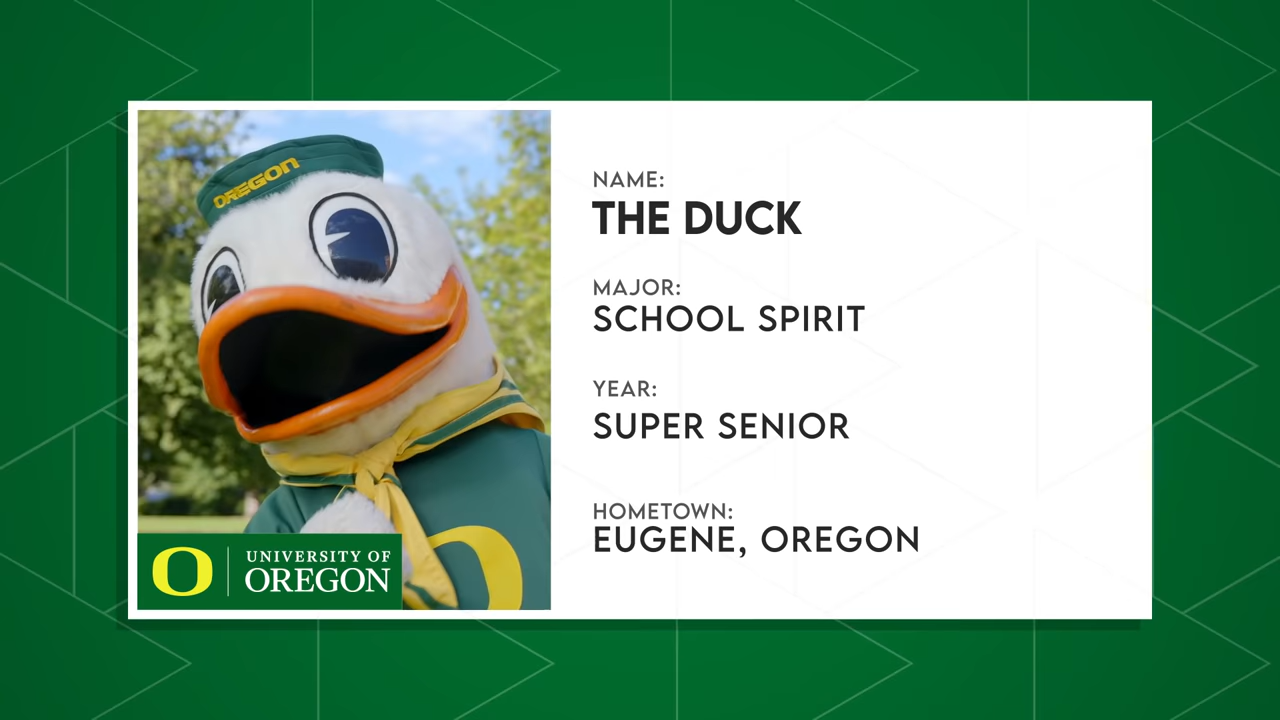 OREGON
NAME:
THE DUCK
MAJOR:
SCHOOL SPIRIT
YEAR:
SUPER SENIOR
HOMETOWN:
EUGENE, OREGON
O
UNIVERSITY OF
OREGON